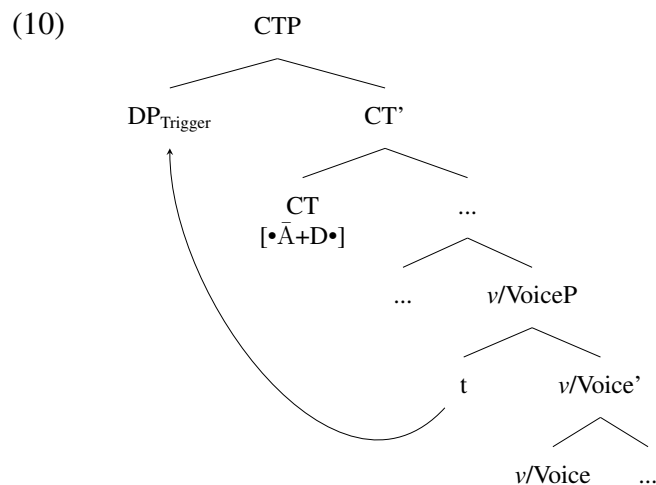 (10)
CTP
DP_Trigger CT’
CT ...
[•Ā+D•]
... v/VoiceP
t v/Voice’
v/Voice ...